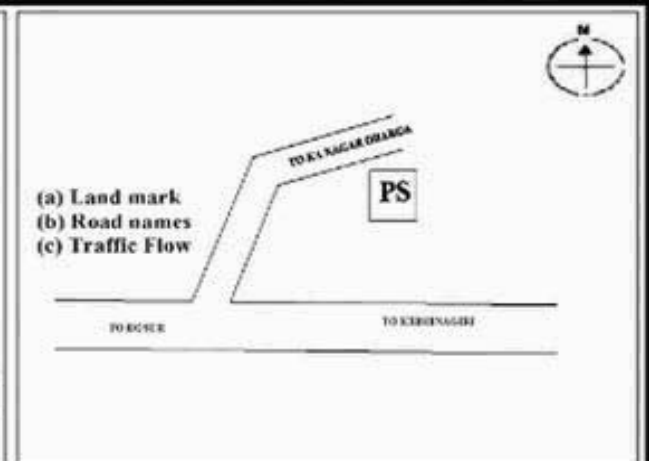 N
TO KA NAGAR DHARGA
PS
(a) Land mark
(b) Road names
(c) Traffic Flow
TO HOSUR
TO KRISHNAGIRI